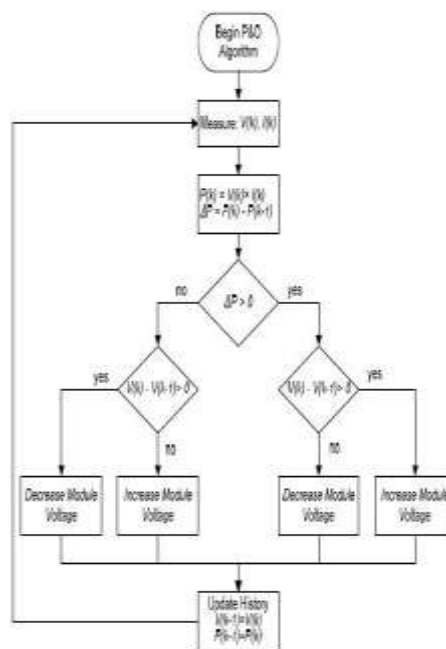 Begin P&O
Algorithm
Measure: V(k), I(k)
P(k) = V(k)× I(k)
ΔP = P(k) - P(k-1)
no
ΔP > 0
yes
yes
V(k) - V(k-1)> 0
V(k) - V(k-1)> 0
yes
no
no
Decrease Module
Voltage
Increase Module
Voltage
Decrease Module
Voltage
Increase Module
Voltage
Update History
V(k-1)=V(k)
P(k-1)=P(k)